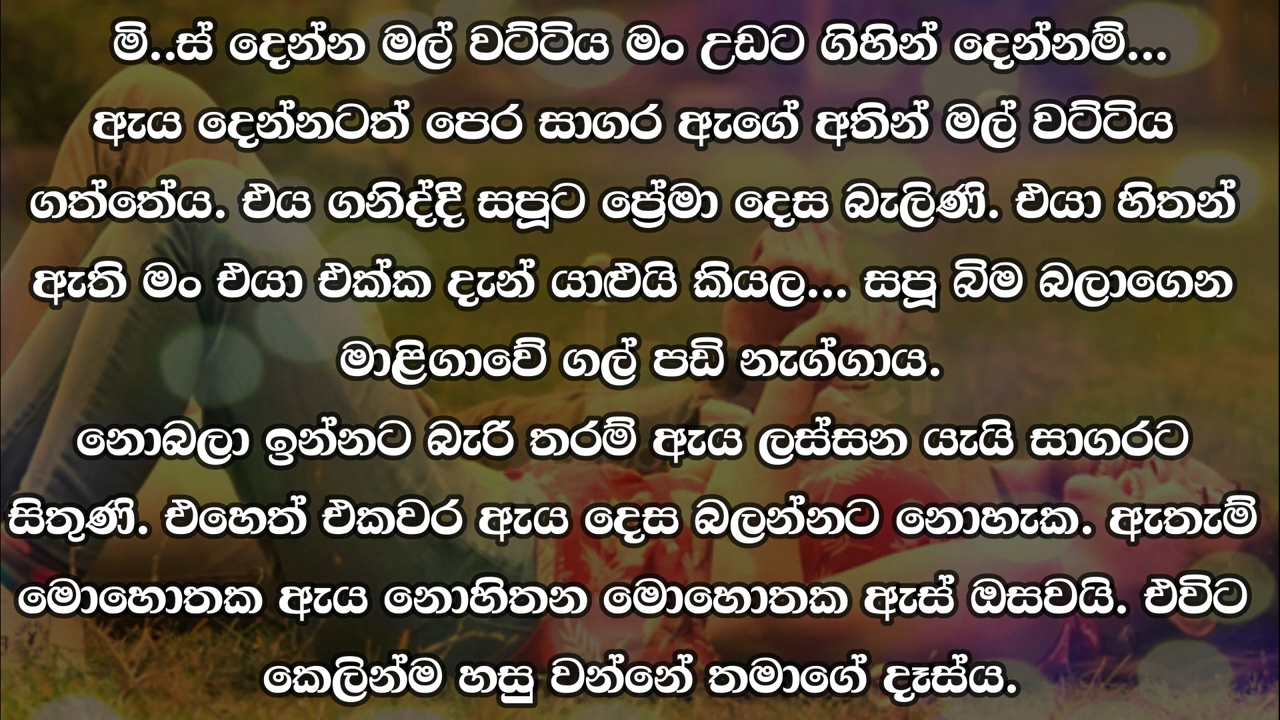 මි..ස් දෙන්න මල් වට්ටිය මං උඩට ගිහින් දෙන්නම්...
ඇය දෙන්නටත් පෙර සාගර ඇගේ අතින් මල් වට්ටිය
ගත්තේය. එය ගනිද්දී සපූට ප්‍රේමා දෙස බැලිණි. එයා හිතන්
ඇති මං එයා එක්ක දැන් යාළුයි කියල... සපූ බිම බලාගෙන
මාළිගාවේ ගල් පඩි නැග්ගාය.
නොබලා ඉන්නට බැරි තරම් ඇය ලස්සන යැයි සාගරට
සිතුණි. එහෙත් එකවර ඇය දෙස බලන්නට නොහැක. ඇතැම්
මොහොතක ඇය නොහිතන මොහොතක ඇස් ඔසවයි. එවිට
කෙලින්ම හසු වන්නේ තමාගේ දෑස්ය.